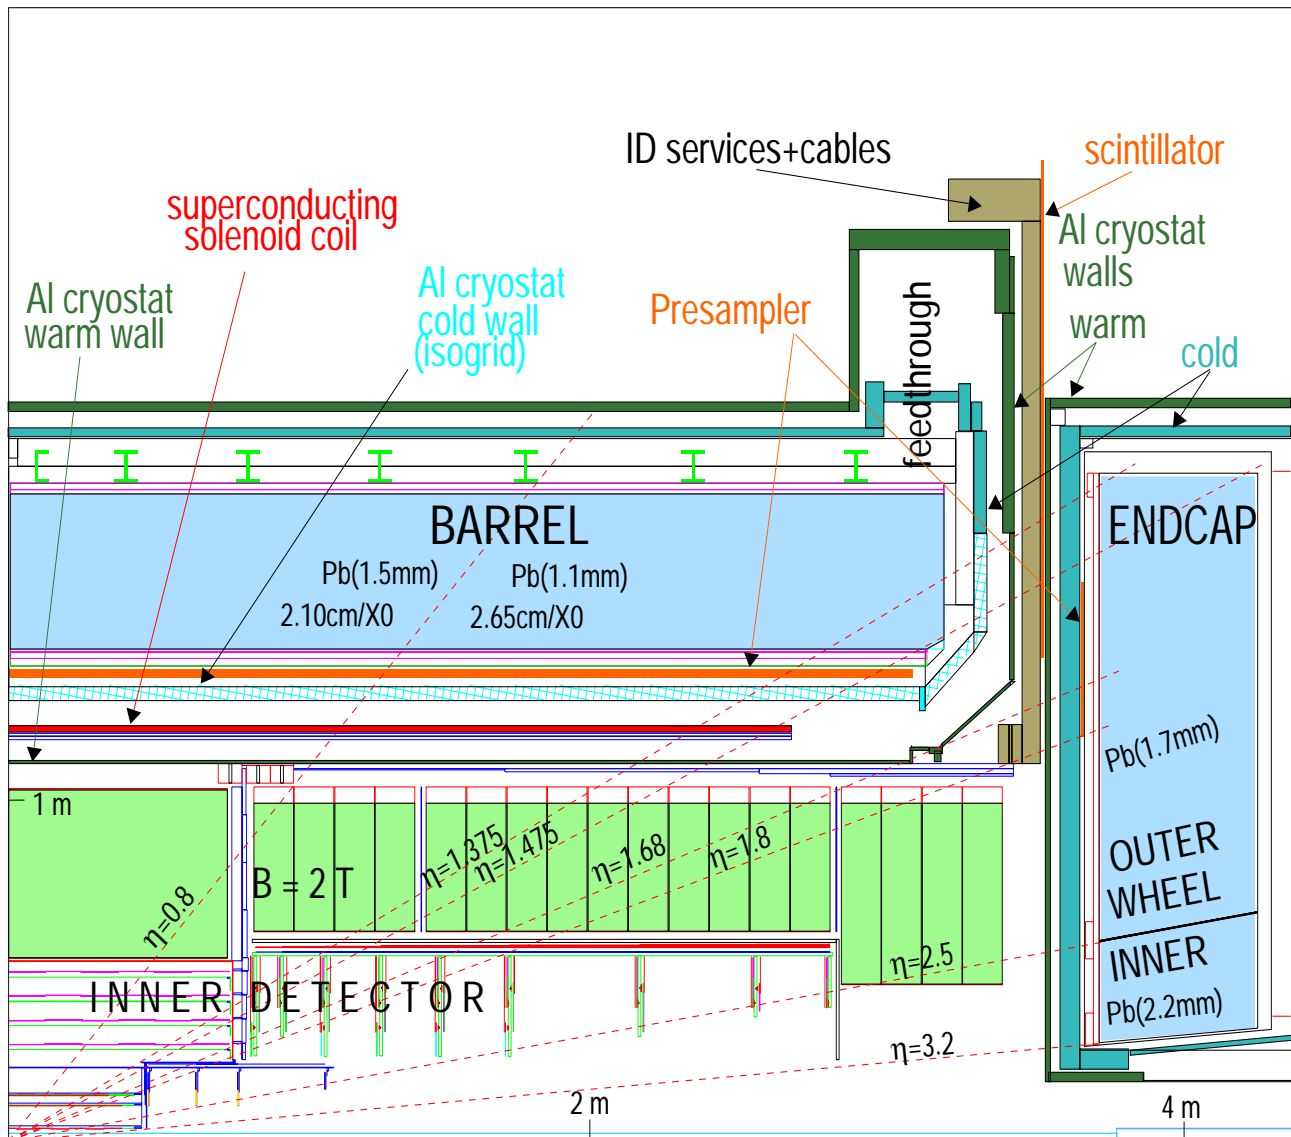 ID services+cables
scintillator
superconducting
solenoid coil
Al cryostat
walls
Al cryostat
warm wall
Al cryostat
cold wall
(isogrid)
Presampler
feedthrough
warm
cold
BARREL
ENDCAP
Pb(1.5mm)
Pb(1.1mm)
2.10cm/X0
2.65cm/X0
Pb(1.7mm)
1 m
η=0.8
B = 2 T
η=1.375
η=1.475
η=1.68
η=1.8
OUTER
WHEEL
η=2.5
INNER
Pb(2.2mm)
INNER DETECTOR
η=3.2
2 m
4 m